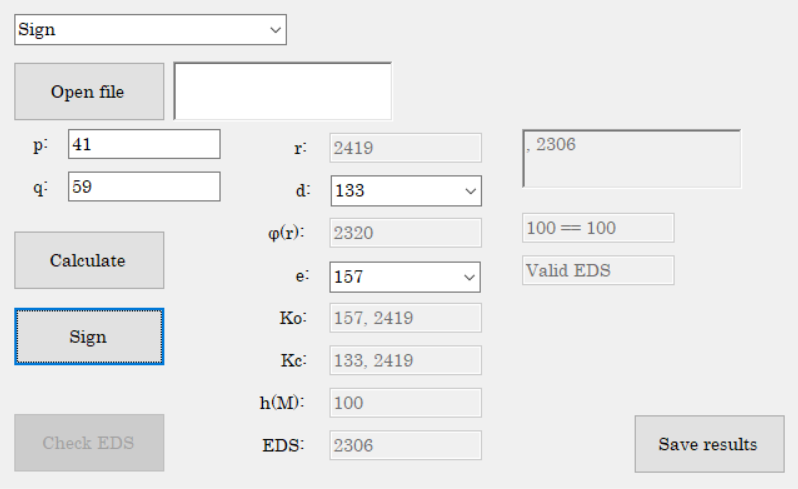 Sign
Open file
p: 41
q: 59
Calculate
Sign
Check EDS
r: 2419
d: 133
φ(r): 2320
e: 157
Ko: 157, 2419
Kc: 133, 2419
h(M): 100
EDS: 2306
, 2306
100 == 100
Valid EDS
Save results